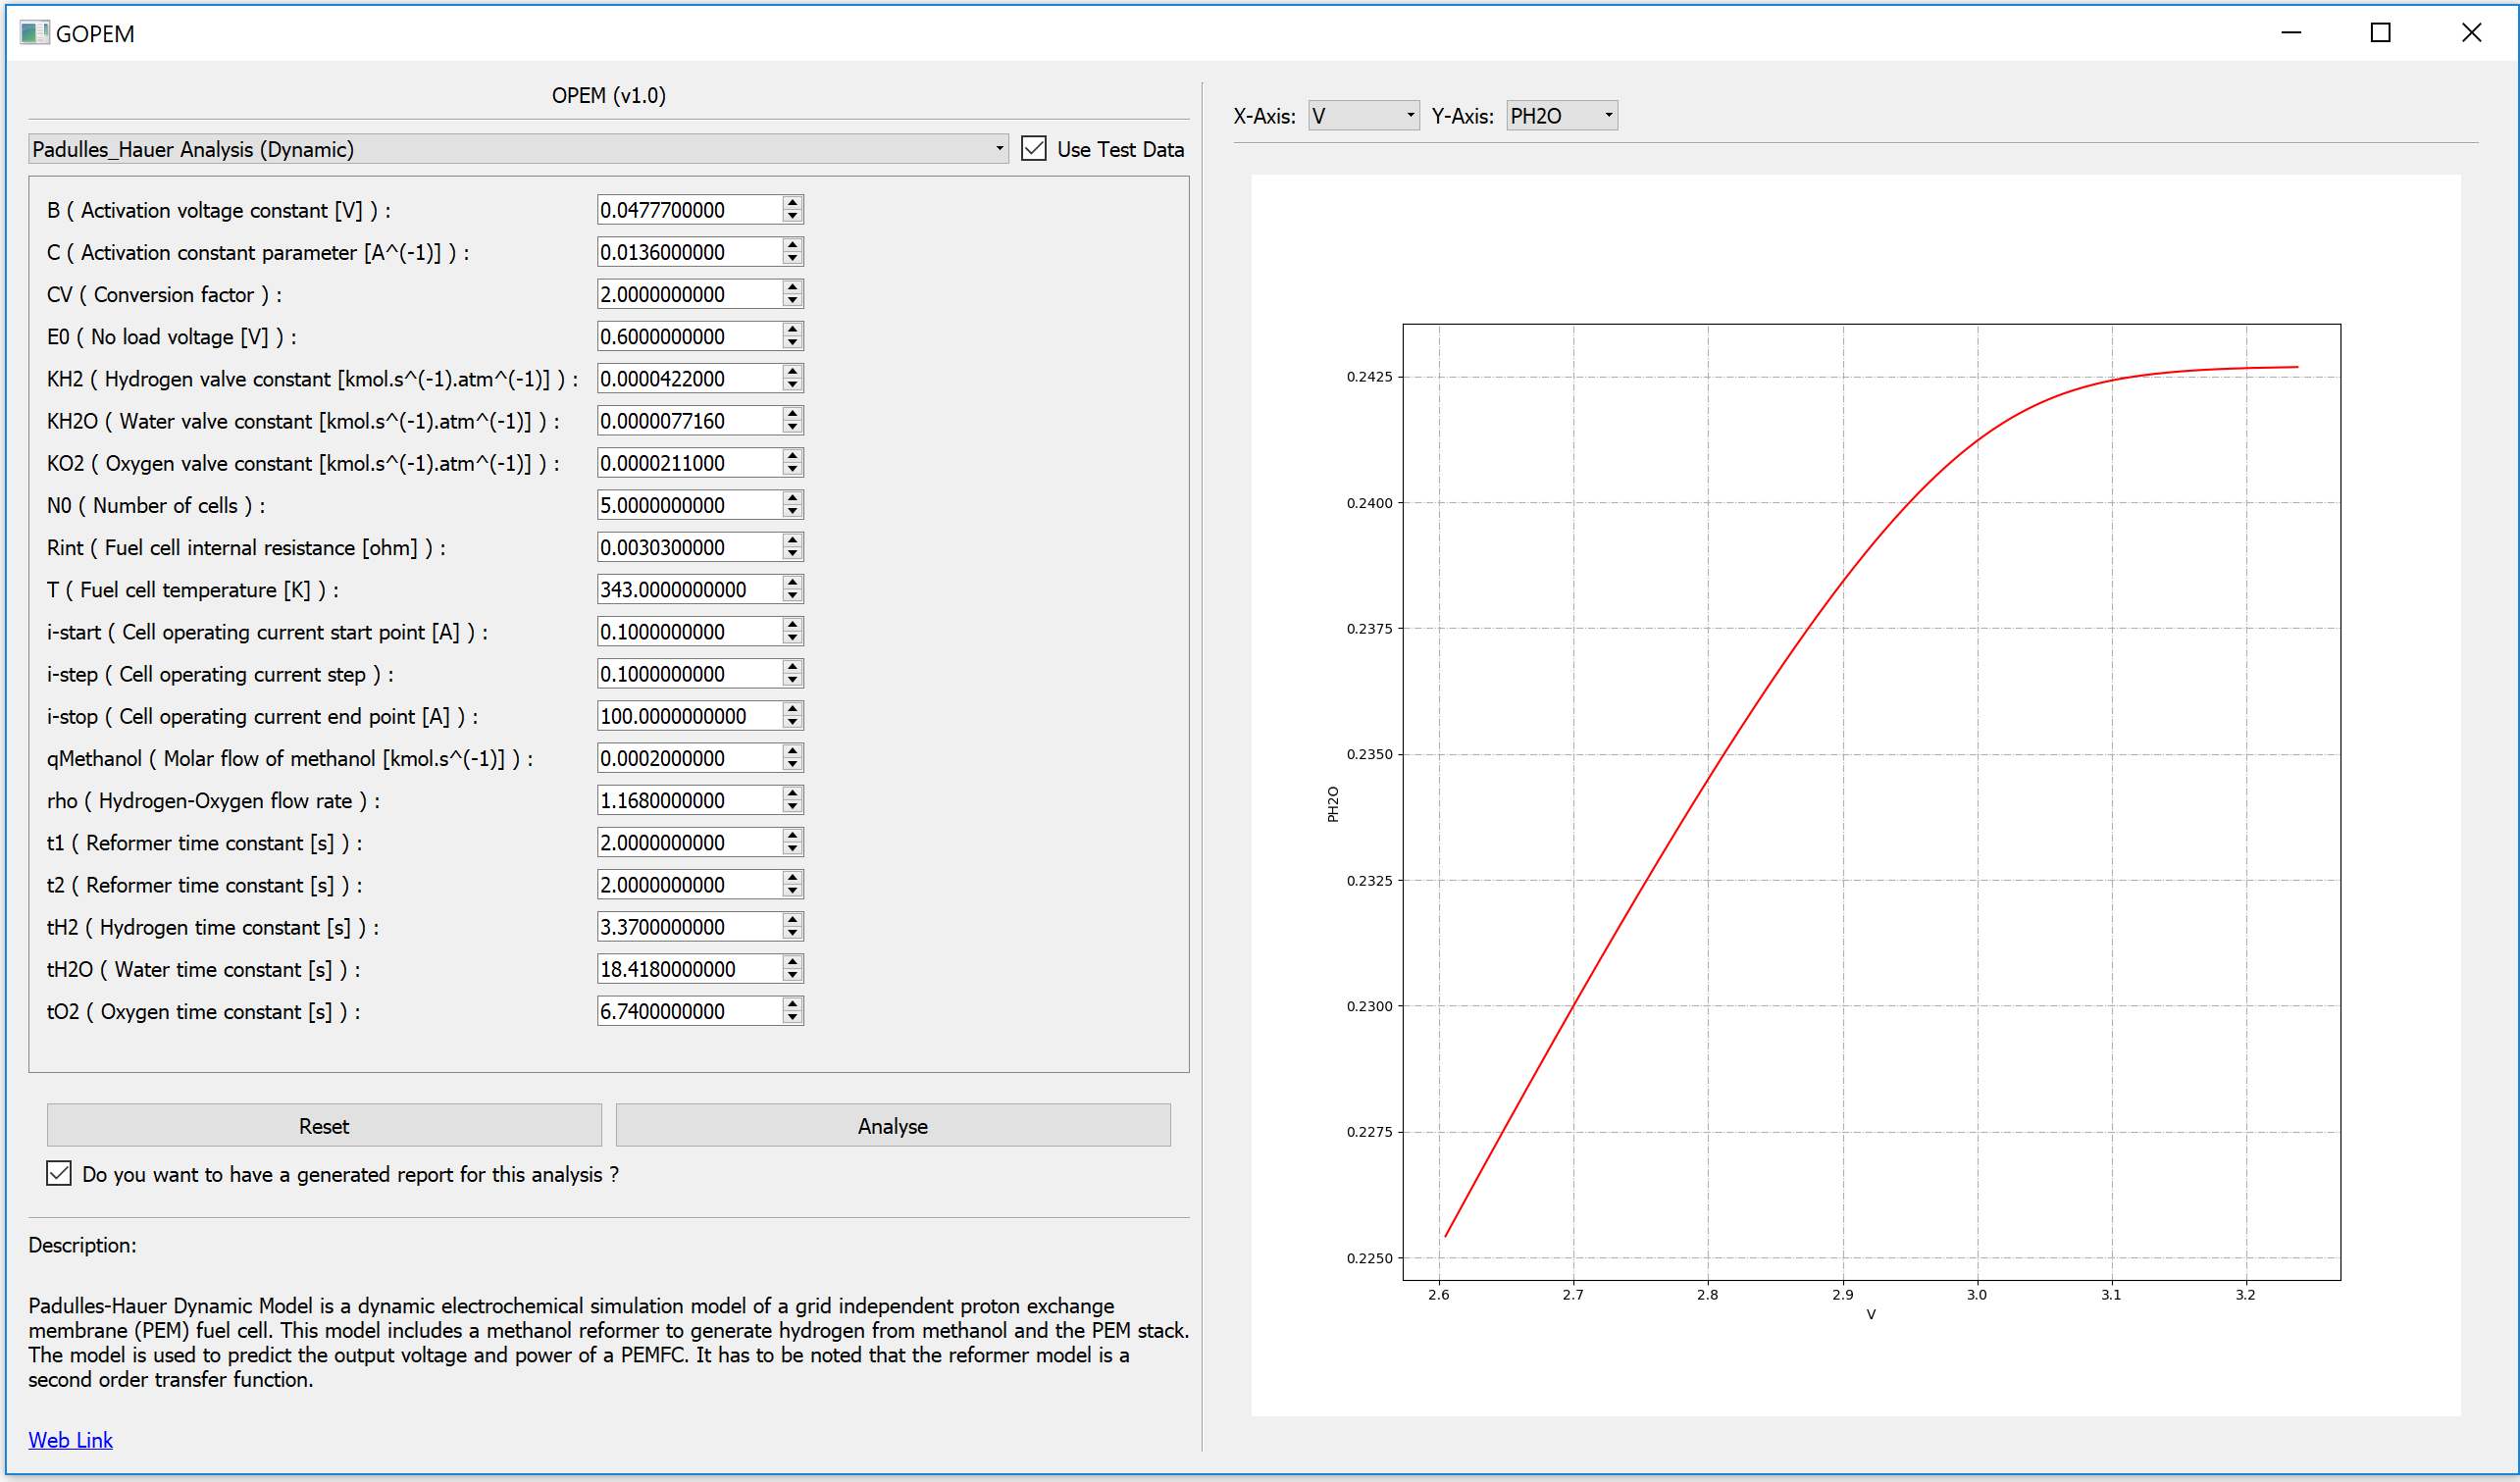 GOPEM
OPEM (v1.0)
Padulles_Hauer Analysis (Dynamic)
Use Test Data
B ( Activation voltage constant [V] ) : 0.0477700000
C ( Activation constant parameter [A^(-1)] ) : 0.0136000000
CV ( Conversion factor ) : 2.0000000000
E0 ( No load voltage [V] ) : 0.6000000000
KH2 ( Hydrogen valve constant [kmol.s^(-1).atm^(-1)] ) : 0.0000422000
KH2O ( Water valve constant [kmol.s^(-1).atm^(-1)] ) : 0.0000077160
KO2 ( Oxygen valve constant [kmol.s^(-1).atm^(-1)] ) : 0.0000211000
N0 ( Number of cells ) : 5.0000000000
Rint ( Fuel cell internal resistance [ohm] ) : 0.0030300000
T ( Fuel cell temperature [K] ) : 343.0000000000
i-start ( Cell operating current start point [A] ) : 0.1000000000
i-step ( Cell operating current step ) : 0.1000000000
i-stop ( Cell operating current end point [A] ) : 100.0000000000
qMethanol ( Molar flow of methanol [kmol.s^(-1)] ) : 0.0002000000
rho ( Hydrogen-Oxygen flow rate ) : 1.1680000000
t1 ( Reformer time constant [s] ) : 2.0000000000
t2 ( Reformer time constant [s] ) : 2.0000000000
tH2 ( Hydrogen time constant [s] ) : 3.3700000000
tH2O ( Water time constant [s] ) : 18.4180000000
tO2 ( Oxygen time constant [s] ) : 6.7400000000
Reset
Analyse
Do you want to have a generated report for this analysis ?
Description:
Padulles-Hauer Dynamic Model is a dynamic electrochemical simulation model of a grid independent proton exchange
membrane (PEM) fuel cell. This model includes a methanol reformer to generate hydrogen from methanol and the PEM stack.
The model is used to predict the output voltage and power of a PEMFC. It has to be noted that the reformer model is a
second order transfer function.
Web Link
X-Axis: V Y-Axis: PH2O
0.2425
0.2400
0.2375
0.2350
0.2325
0.2300
0.2275
0.2250
PH2O
2.6 2.7 2.8 2.9 3.0 3.1 3.2
V